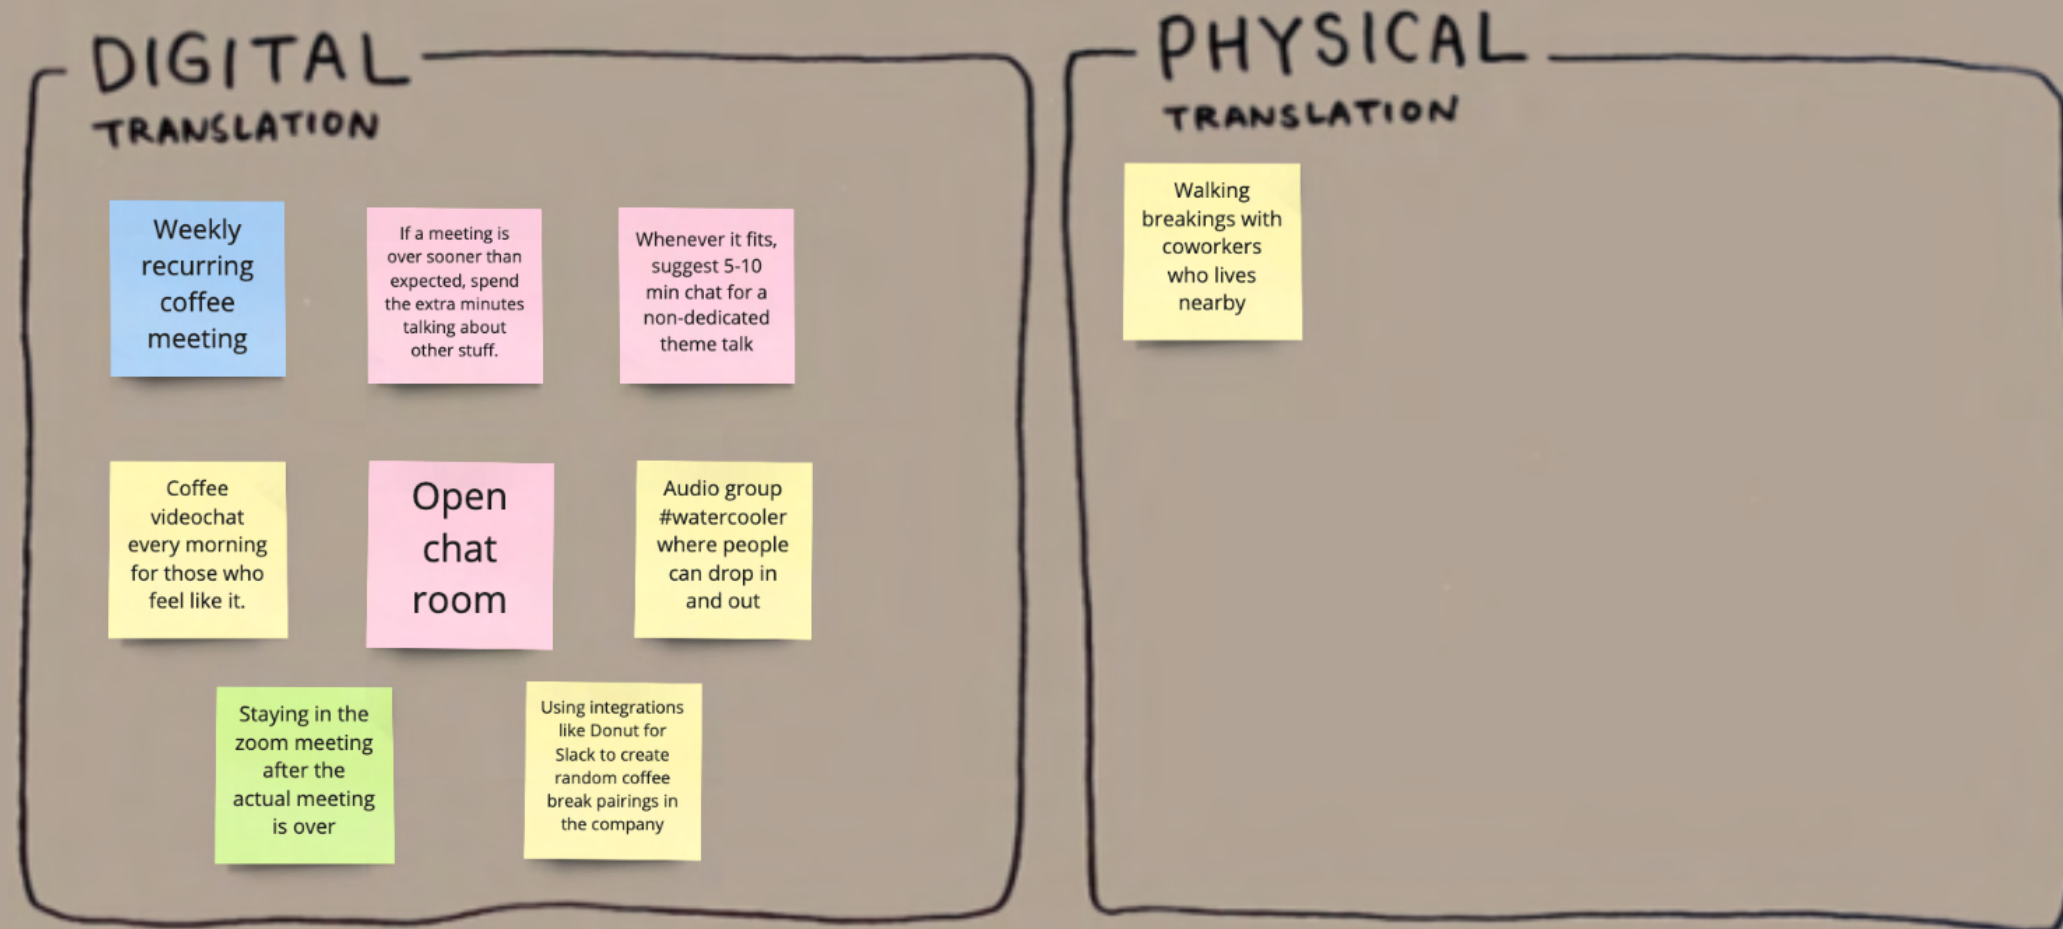 DIGITAL
TRANSLATION
Weekly
recurring
coffee
meeting
If a meeting is
over sooner than
expected, spend
the extra minutes
talking about
other stuff.
Whenever it fits,
suggest 5-10
min chat for a
non-dedicated
theme talk
Coffee
videochat
every morning
for those who
feel like it.
Open
chat
room
Audio group
#watercooler
where people
can drop in
and out
Staying in the
zoom meeting
after the
actual meeting
is over
Using integrations
like Donut for
Slack to create
random coffee
break pairings in
the company
PHYSICAL
TRANSLATION
Walking
breakings with
coworkers
who lives
nearby